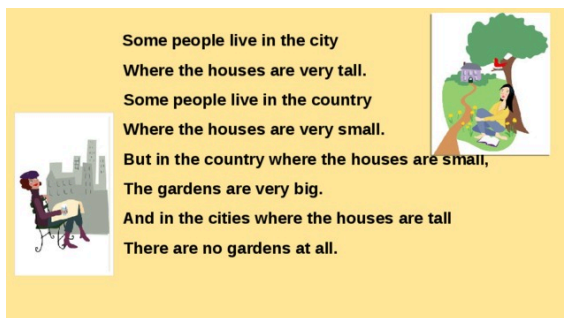 Some people live in the city
Where the houses are very tall.
Some people live in the country
Where the houses are very small.
But in the country where the houses are small,
The gardens are very big.
And in the cities where the houses are tall
There are no gardens at all.